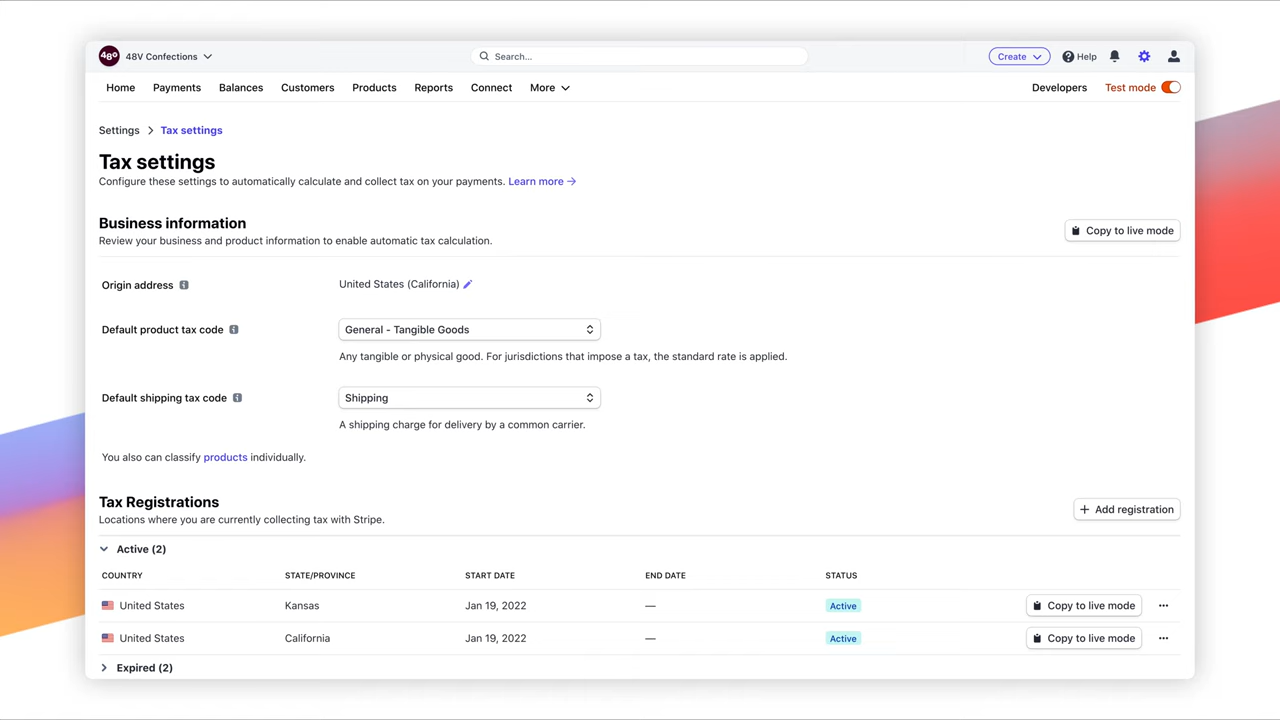 48º 48V Confections Search... Create Help
Home Payments Balances Customers Products Reports Connect More Developers Test mode
Settings Tax settings
Tax settings
Configure these settings to automatically calculate and collect tax on your payments. Learn more →
Business information
Review your business and product information to enable automatic tax calculation.
Copy to live mode
Origin address United States (California)
Default product tax code General - Tangible Goods
Any tangible or physical good. For jurisdictions that impose a tax, the standard rate is applied.
Default shipping tax code Shipping
A shipping charge for delivery by a common carrier.
You also can classify products individually.
Tax Registrations
Locations where you are currently collecting tax with Stripe.
+ Add registration
Active (2)
COUNTRY STATE/PROVINCE START DATE END DATE STATUS
United States Kansas Jan 19, 2022 — Active Copy to live mode ···
United States California Jan 19, 2022 — Active Copy to live mode ···
Expired (2)